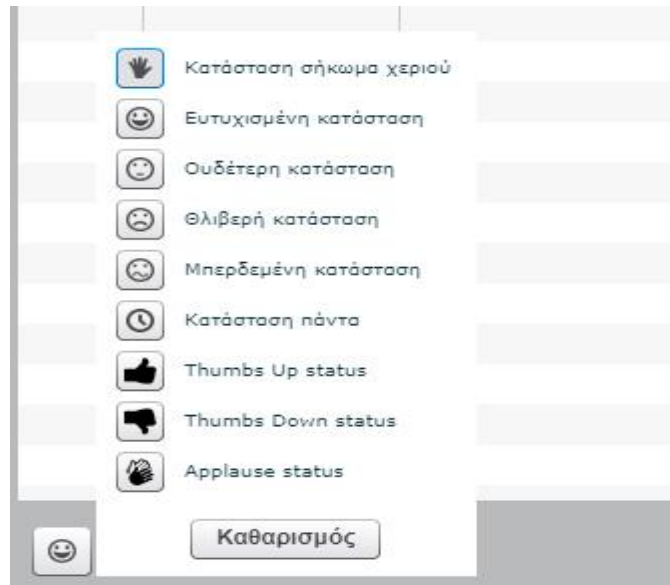 Κατάσταση σήκωμα χεριού
Ευτυχισμένη κατάσταση
Ουδέτερη κατάσταση
Θλιβερή κατάσταση
Μπερδεμένη κατάσταση
Κατάσταση πάντα
Thumbs Up status
Thumbs Down status
Applause status
Καθαρισμός